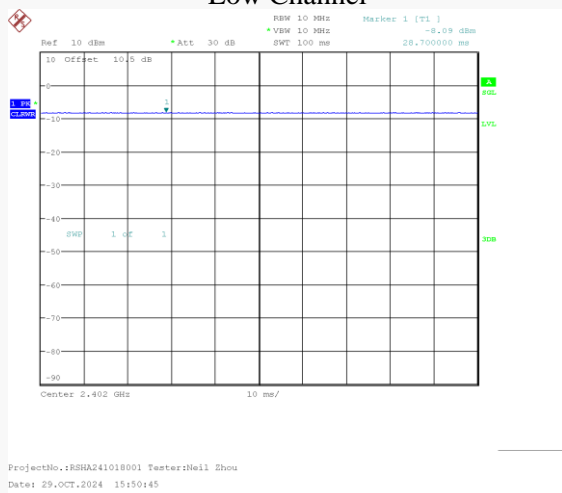 Low Channel
RBW 10 MHz Marker 1 [T1 ]
*VBW 10 MHz -8.09 dBm
Ref 10 dBm *Att 30 dB SWT 100 ms 28.700000 ms
10 Offset 10.5 dB
A
0
SGL
1 PK *
1
CLRWR
-10
LVL
-20
-30
-40
SWP 1 of 1
3DB
-50
-60
-70
-80
-90
Center 2.402 GHz 10 ms/
ProjectNo.:RSHA241018001 Tester:Neil Zhou
Date: 29.OCT.2024 15:50:45